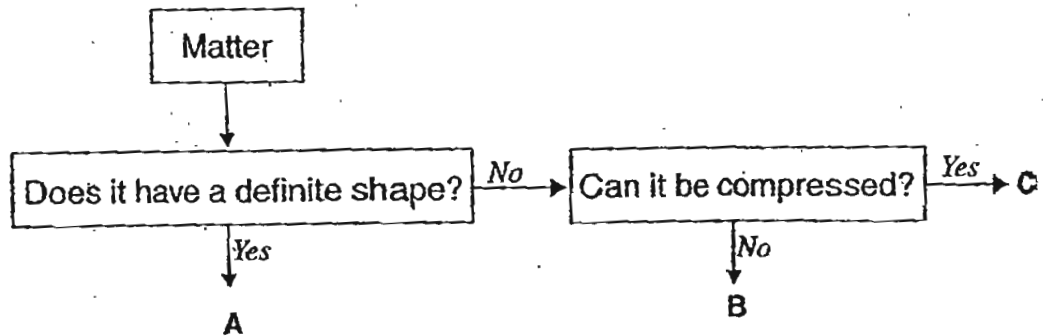 Matter
Does it have a definite shape?
No
Can it be compressed?
Yes
C
Yes
No
A
B